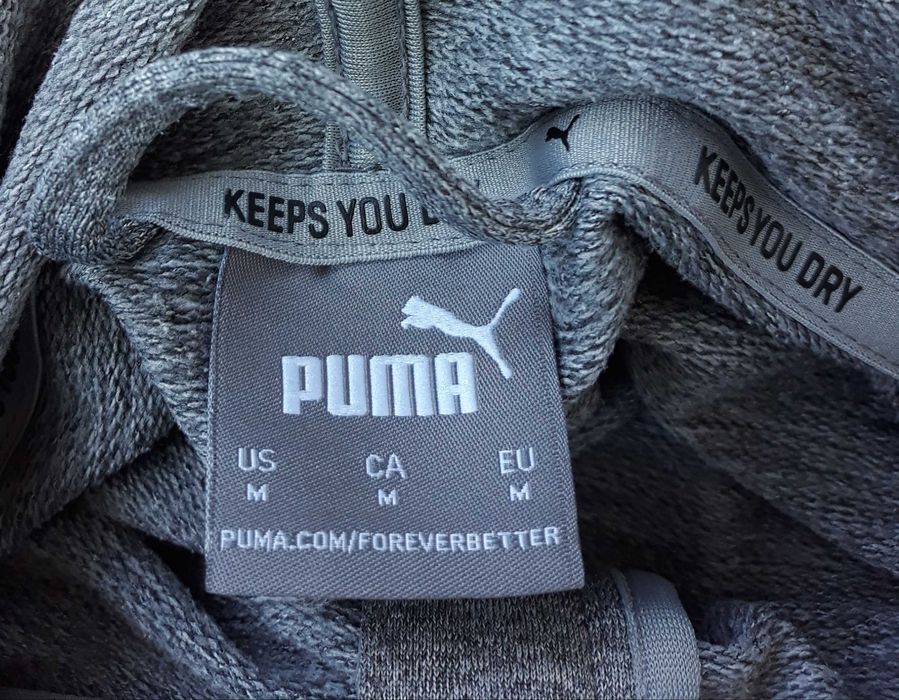 KEEPS YOU
KEEPS YOU DRY
PUMA
US CA EU
M M M
PUMA.COM/FOREVERBETTER